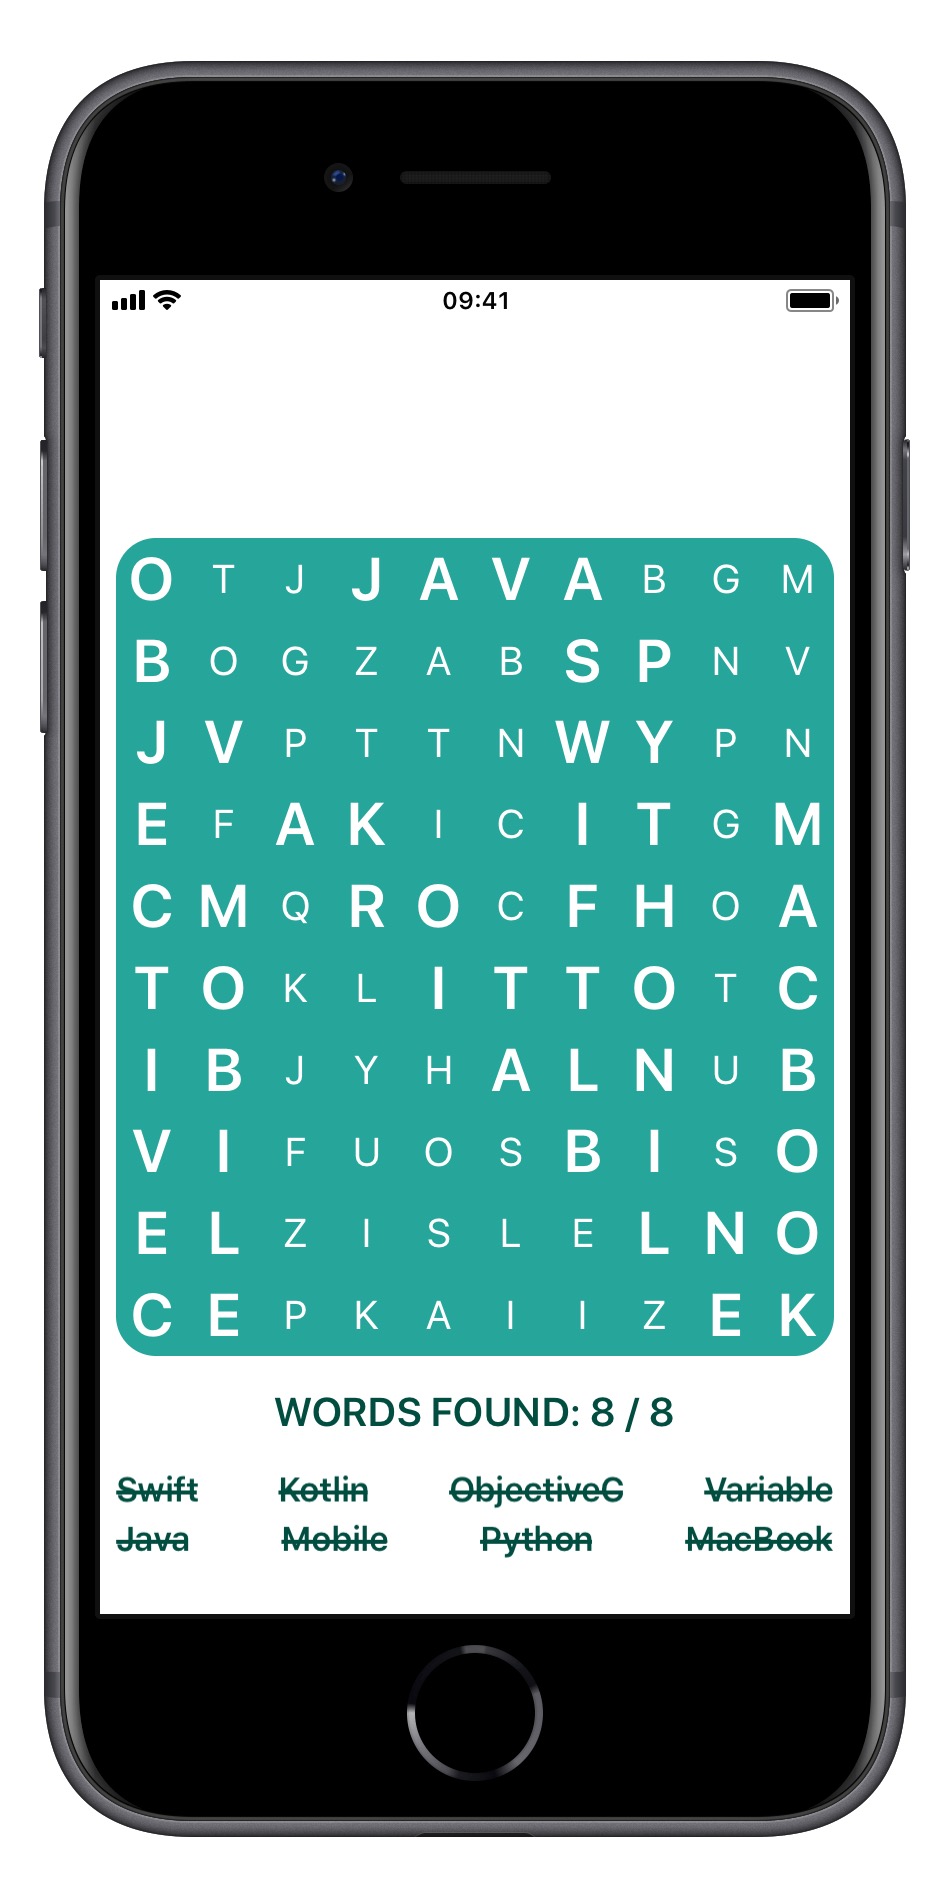 09:41
O T J J A V A B G M
B O G Z A B S P N V
J V P T T N W Y P N
E F A K I C I T G M
C M Q R O C F H O A
T O K L I T T O T C
I B J Y H A L N U B
V I F U O S B I S O
E L Z I S L E L N O
C E P K A I I Z E K
WORDS FOUND: 8 / 8
Swift Kotlin ObjectiveC Variable
Java Mobile Python MacBook